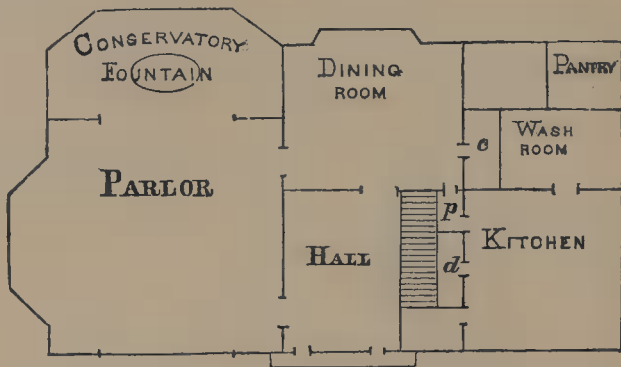 CONSERVATORY
FOUNTAIN
DINING
ROOM
PANTRY
c
WASH
ROOM
PARLOR
p
HALL
d
KITCHEN